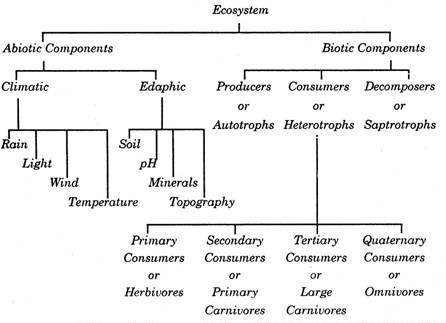 Ecosystem
Abiotic Components
Biotic Components
Climatic
Edaphic
Producers
or
Autotrophs
Consumers
or
Heterotrophs
Decomposers
or
Saptrotrophs
Rain
Light
Wind
Temperature
Soil
pH
Minerals
Topography
Primary
Consumers
or
Herbivores
Secondary
Consumers
or
Primary
Carnivores
Tertiary
Consumers
or
Large
Carnivores
Quaternary
Consumers
or
Omnivores